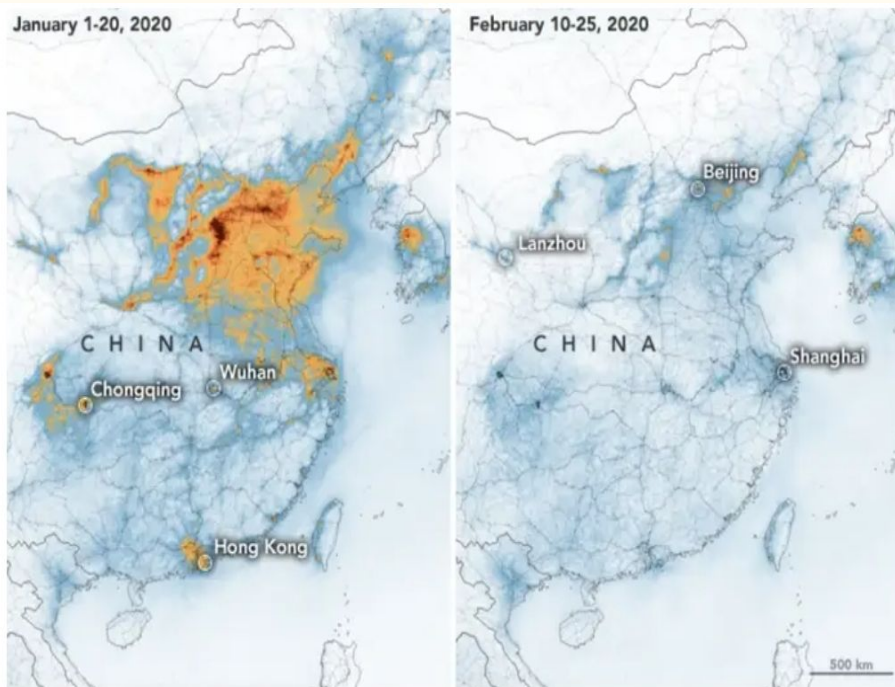 January 1-20, 2020
February 10-25, 2020
Beijing
Lanzhou
CHINA
CHINA
Wuhan
Shanghai
Chongqing
Hong Kong
500 km